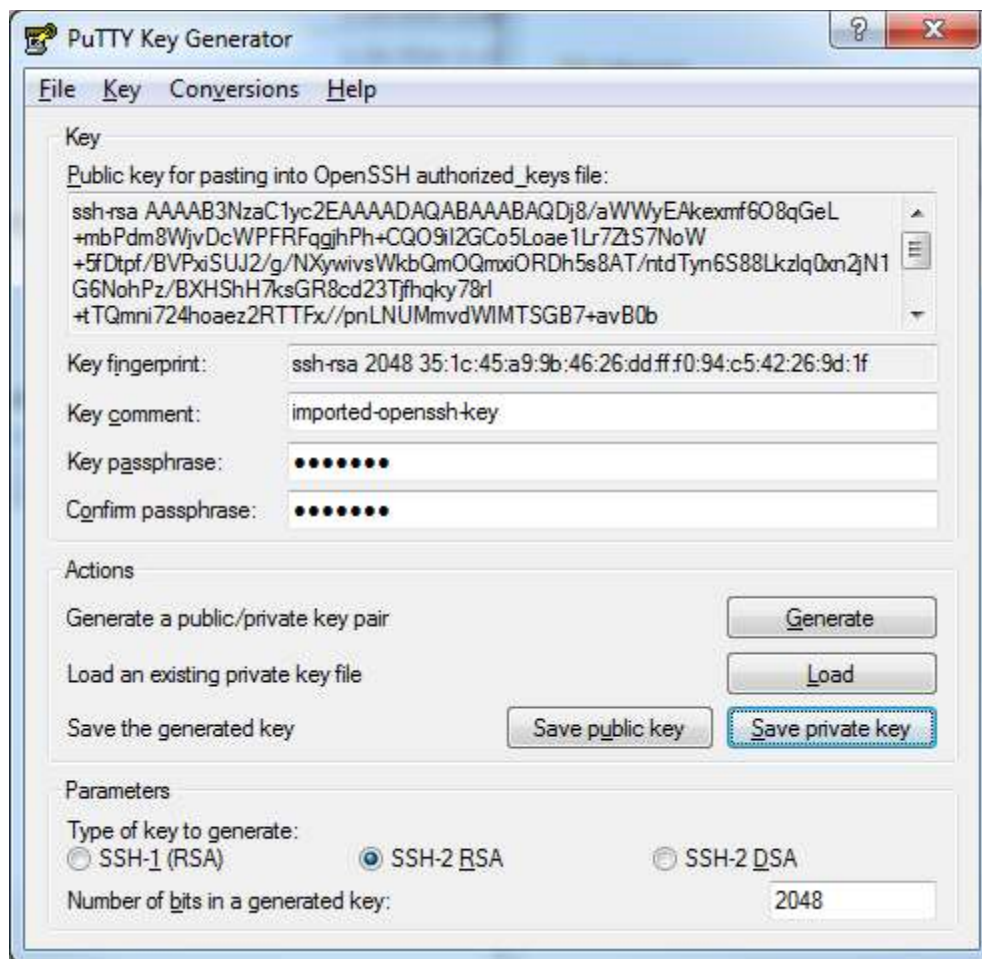 PuTTY Key Generator
File Key Conversions Help
Key
Public key for pasting into OpenSSH authorized_keys file:
ssh-rsa AAAAB3NzaC1yc2EAAAADAQABAAABAQDj8/aWWyEAkexmf6O8qGeL
+mbPdm8WjvDcWPFRFqgjhPh+CQO9iI2GCo5Loae1Lr7ZtS7NoW
+5fDtpf/BVPxiSUJ2/g/NXywivsWkbQmOQmxiORDh5s8AT/ntdTyn6S88LkzIq0xn2jN1
G6NohPz/BXHShH7ksGR8cd23Tjfhqky78rI
+tTQmni724hoaez2RTTFx//pnLNUMmvdWIMTSGB7+avB0b
Key fingerprint: ssh-rsa 2048 35:1c:45:a9:9b:46:26:dd:ff:f0:94:c5:42:26:9d:1f
Key comment: imported-openssh-key
Key passphrase: •••••••
Confirm passphrase: •••••••
Actions
Generate a public/private key pair Generate
Load an existing private key file Load
Save the generated key Save public key Save private key
Parameters
Type of key to generate:
SSH-1 (RSA) SSH-2 RSA SSH-2 DSA
Number of bits in a generated key: 2048